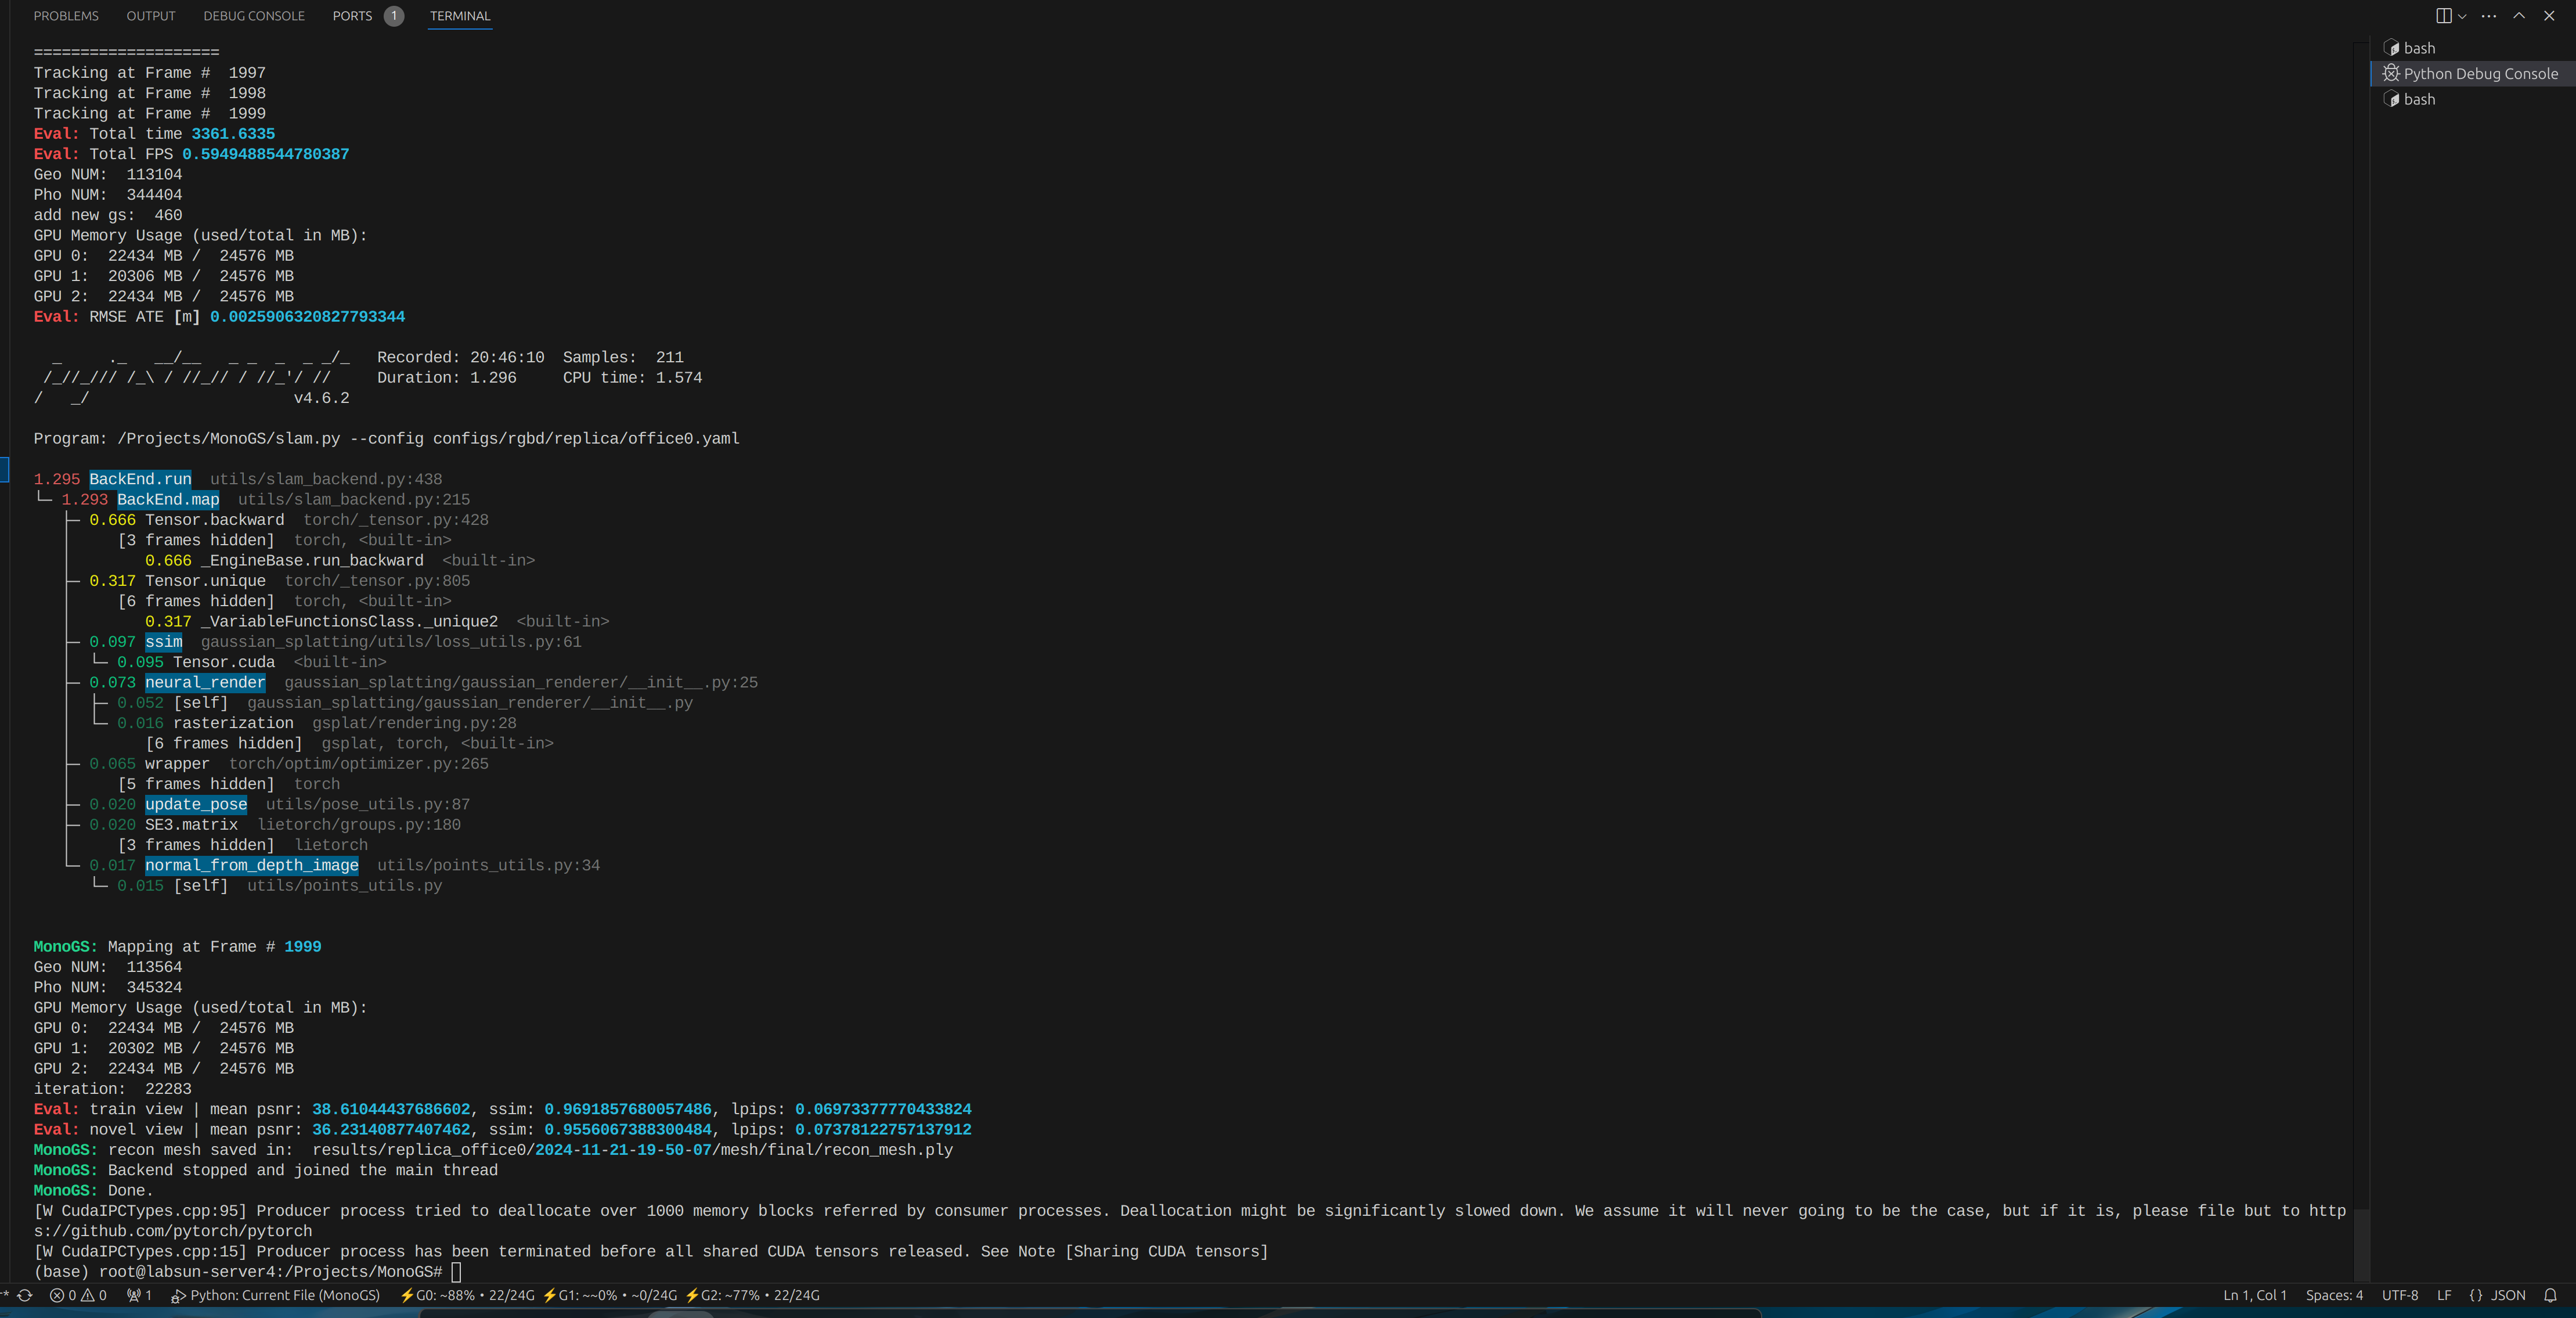 PROBLEMS OUTPUT DEBUG CONSOLE PORTS 1 TERMINAL
====================
Tracking at Frame #  1997
Tracking at Frame #  1998
Tracking at Frame #  1999
Eval: Total time 3361.6335
Eval: Total FPS 0.5949488544780387
Geo NUM:  113104
Pho NUM:  344404
add new gs:  460
GPU Memory Usage (used/total in MB):
GPU 0:  22434 MB /  24576 MB
GPU 1:  20306 MB /  24576 MB
GPU 2:  22434 MB /  24576 MB
Eval: RMSE ATE [m] 0.0025906320827793344
  _     ._   __/__   _ _  _  _ _/_   Recorded: 20:46:10  Samples:  211
 /_//_/// /_\ / //_// / //_'/ //     Duration: 1.296     CPU time: 1.574
/   _/                      v4.6.2
Program: /Projects/MonoGS/slam.py --config configs/rgbd/replica/office0.yaml
1.295 BackEnd.run  utils/slam_backend.py:438
└─ 1.293 BackEnd.map  utils/slam_backend.py:215
   ├─ 0.666 Tensor.backward  torch/_tensor.py:428
   │     [3 frames hidden]  torch, <built-in>
   │        0.666 _EngineBase.run_backward  <built-in>
   ├─ 0.317 Tensor.unique  torch/_tensor.py:805
   │     [6 frames hidden]  torch, <built-in>
   │        0.317 _VariableFunctionsClass._unique2  <built-in>
   ├─ 0.097 ssim  gaussian_splatting/utils/loss_utils.py:61
   │  └─ 0.095 Tensor.cuda  <built-in>
   ├─ 0.073 neural_render  gaussian_splatting/gaussian_renderer/__init__.py:25
   │  ├─ 0.052 [self]  gaussian_splatting/gaussian_renderer/__init__.py
   │  └─ 0.016 rasterization  gsplat/rendering.py:28
   │        [6 frames hidden]  gsplat, torch, <built-in>
   ├─ 0.065 wrapper  torch/optim/optimizer.py:265
   │     [5 frames hidden]  torch
   ├─ 0.020 update_pose  utils/pose_utils.py:87
   ├─ 0.020 SE3.matrix  lietorch/groups.py:180
   │     [3 frames hidden]  lietorch
   └─ 0.017 normal_from_depth_image  utils/points_utils.py:34
      └─ 0.015 [self]  utils/points_utils.py
MonoGS: Mapping at Frame # 1999
Geo NUM:  113564
Pho NUM:  345324
GPU Memory Usage (used/total in MB):
GPU 0:  22434 MB /  24576 MB
GPU 1:  20302 MB /  24576 MB
GPU 2:  22434 MB /  24576 MB
iteration:  22283
Eval: train view | mean psnr: 38.61044437686602, ssim: 0.9691857680057486, lpips: 0.06973377770433824
Eval: novel view | mean psnr: 36.23140877407462, ssim: 0.9556067388300484, lpips: 0.07378122757137912
MonoGS: recon mesh saved in:  results/replica_office0/2024-11-21-19-50-07/mesh/final/recon_mesh.ply
MonoGS: Backend stopped and joined the main thread
MonoGS: Done.
[W CudaIPCTypes.cpp:95] Producer process tried to deallocate over 1000 memory blocks referred by consumer processes. Deallocation might be significantly slowed down. We assume it will never going to be the case, but if it is, please file but to http
s://github.com/pytorch/pytorch
[W CudaIPCTypes.cpp:15] Producer process has been terminated before all shared CUDA tensors released. See Note [Sharing CUDA tensors]
(base) root@labsun-server4:/Projects/MonoGS#
bash
Python Debug Console
bash
* 0 0 1 Python: Current File (MonoGS) ⚡G0: ~88% • 22/24G ⚡G1: ~~0% • ~0/24G ⚡G2: ~77% • 22/24G Ln 1, Col 1 Spaces: 4 UTF-8 LF {} JSON